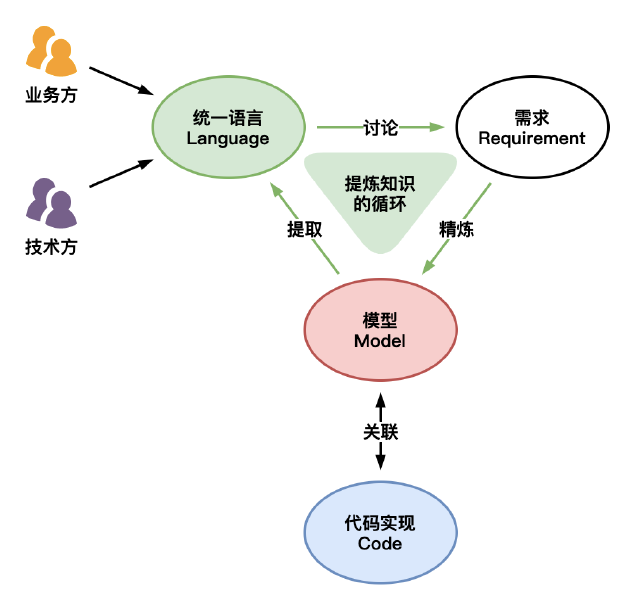 业务方
统一语言
Language
讨论
需求
Requirement
提炼知识
的循环
技术方
提取
精炼
模型
Model
关联
代码实现
Code